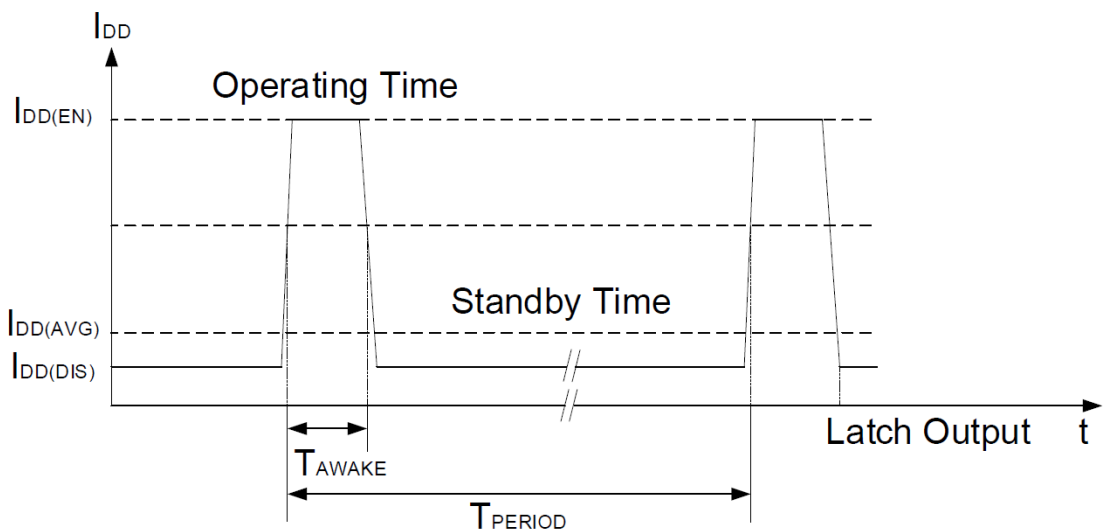 IDD
Operating Time
IDD(EN)
Standby Time
IDD(AVG)
IDD(DIS)
Latch Output t
TAWAKE
TPERIOD